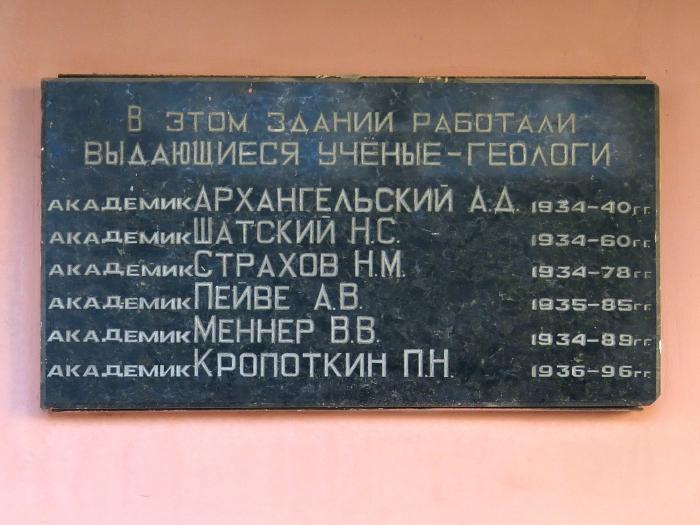 В ЭТОМ ЗДАНИИ РАБОТАЛИ
ВЫДАЮЩИЕСЯ УЧЁНЫЕ-ГЕОЛОГИ
АКАДЕМИК АРХАНГЕЛЬСКИЙ А.Д. 1934-40гг.
АКАДЕМИК ШАТСКИЙ Н.С. 1934-60гг.
АКАДЕМИК СТРАХОВ Н.М. 1934-78гг.
АКАДЕМИК ПЕЙВЕ А.В. 1935-85гг.
АКАДЕМИК МЕННЕР В.В. 1934-89гг.
АКАДЕМИК КРОПОТКИН П.Н. 1936-96гг.